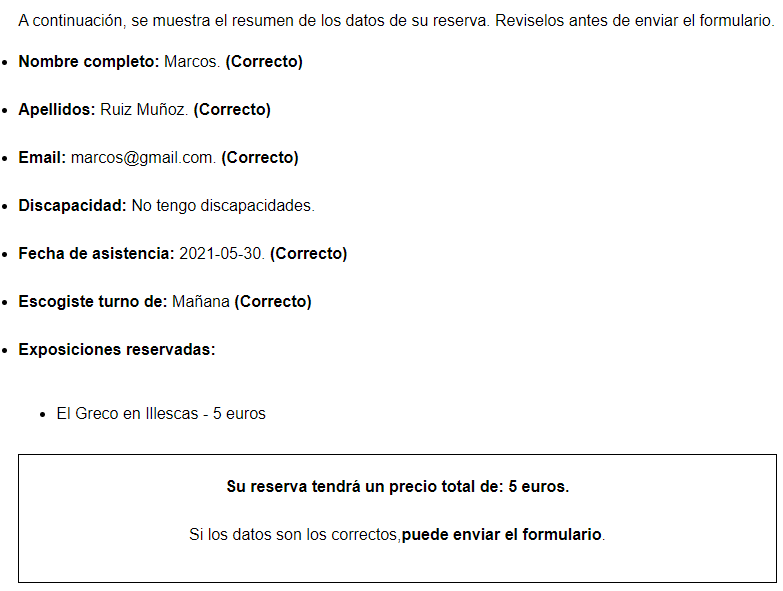 A continuación, se muestra el resumen de los datos de su reserva. Reviselos antes de enviar el formulario.
Nombre completo: Marcos. (Correcto)
Apellidos: Ruiz Muñoz. (Correcto)
Email: marcos@gmail.com. (Correcto)
Discapacidad: No tengo discapacidades.
Fecha de asistencia: 2021-05-30. (Correcto)
Escogiste turno de: Mañana (Correcto)
Exposiciones reservadas:
El Greco en Illescas - 5 euros
Su reserva tendrá un precio total de: 5 euros.
Si los datos son los correctos,puede enviar el formulario.